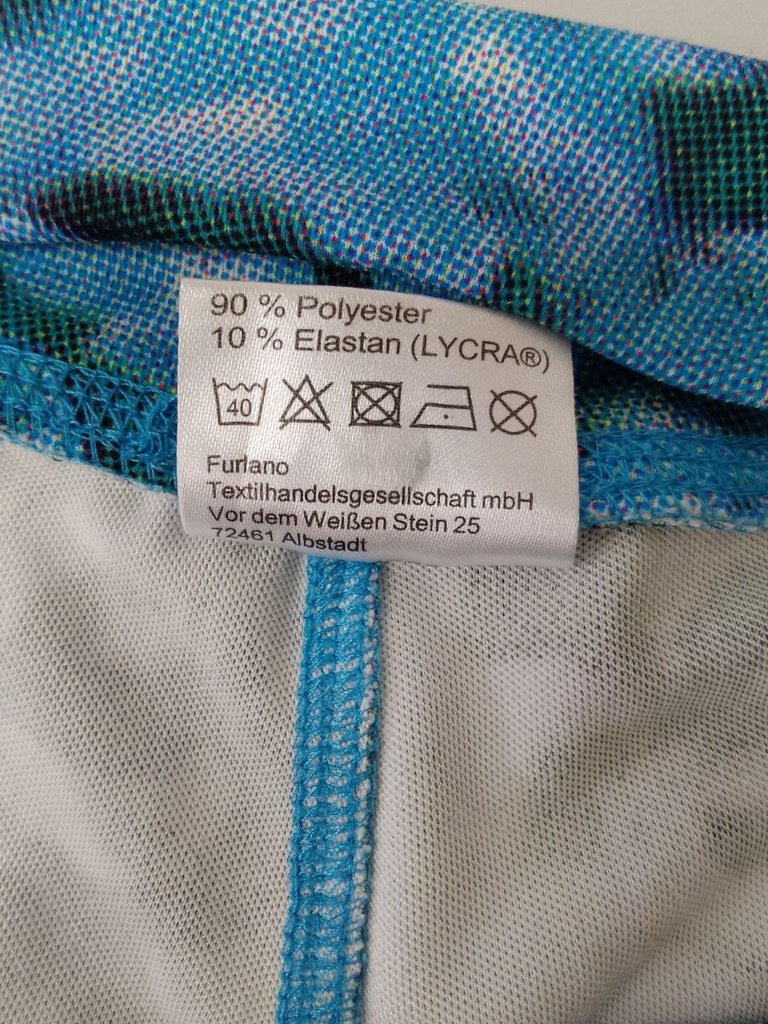 90 % Polyester
10 % Elastan (LYCRA®)
40
Furlano
Textilhandelsgesellschaft mbH
Vor dem Weißen Stein 25
72461 Albstadt